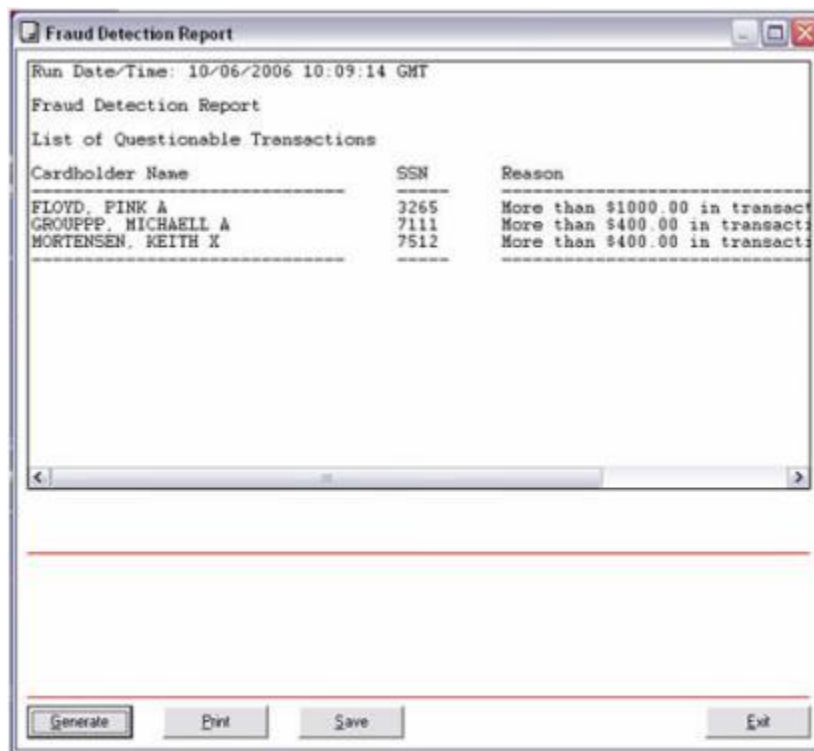 Fraud Detection Report
Run Date/Time: 10/06/2006 10:09:14 GMT
Fraud Detection Report
List of Questionable Transactions
Cardholder Name SSN Reason
FLOYD, PINK A 3265 More than $1000.00 in transact
GROUPPP, MICHAELL A 7111 More than $400.00 in transacti
MORTENSEN, KEITH X 7512 More than $400.00 in transacti
Generate Print Save Exit